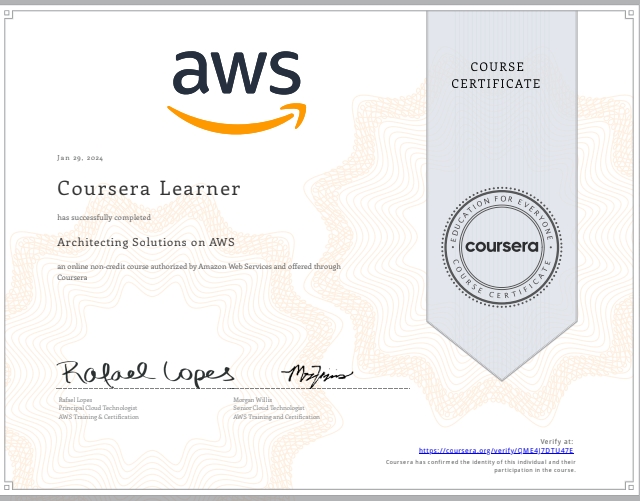 aws
COURSE
CERTIFICATE
Jan 29, 2024
Coursera Learner
has successfully completed
Architecting Solutions on AWS
an online non-credit course authorized by Amazon Web Services and offered through
Coursera
EDUCATION FOR EVERYONE
coursera
COURSE CERTIFICATE
Rafael Lopes
Rafael Lopes
Principal Cloud Technologist
AWS Training & Certification
Morgan Willis
Senior Cloud Technologist
AWS Training and Certification
Verify at:
https://coursera.org/verify/QME4J7DTU47E
Coursera has confirmed the identity of this individual and their
participation in the course.